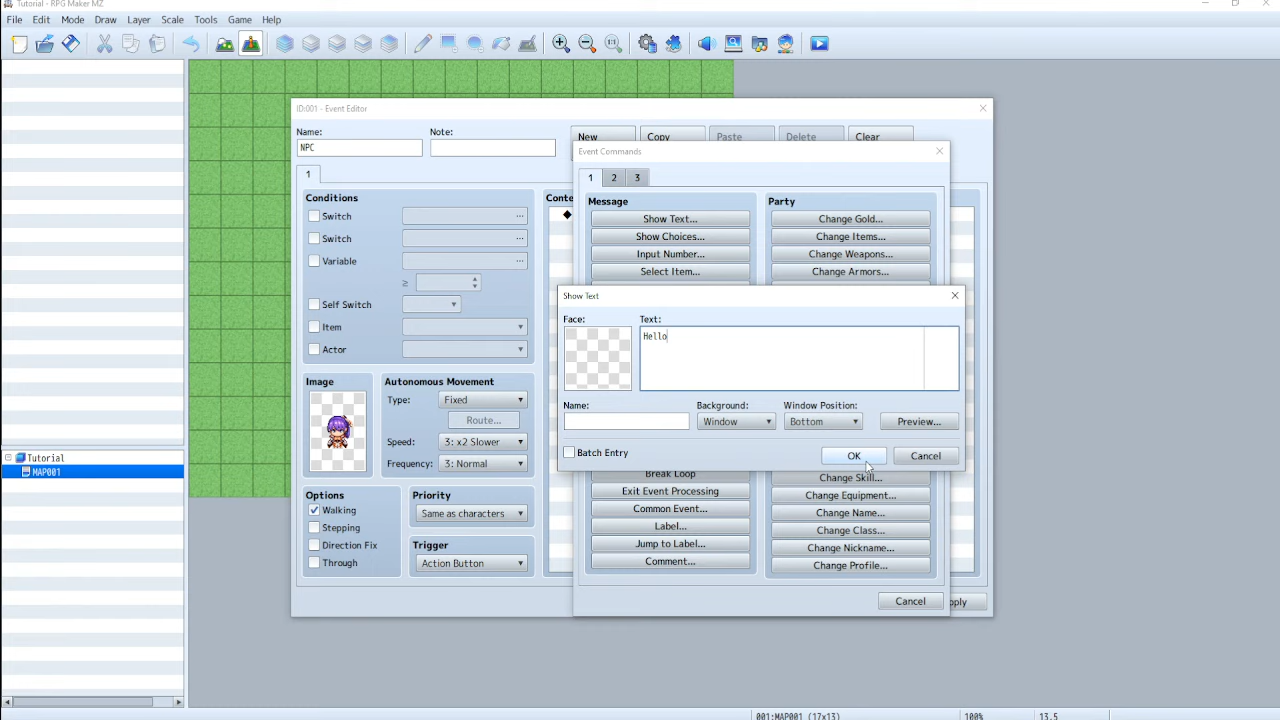 Tutorial - RPG Maker MZ
File Edit Mode Draw Layer Scale Tools Game Help
ID:001 - Event Editor
Name: Note: New Copy Paste Delete Clear
NPC
Event Commands
1 1 2 3
Conditions Conte Message Party
Switch ... Show Text... Change Gold...
Switch ... Show Choices... Change Items...
Variable ... Input Number... Change Weapons...
≥ Select Item... Change Armors...
Self Switch
Item
Actor
Show Text
Face: Text:
Hello
Name: Background: Window Position:
Window Bottom Preview...
Batch Entry OK Cancel
Image Autonomous Movement
Type: Fixed
Route...
Speed: 3: x2 Slower
Frequency: 3: Normal
Break Loop Change Skill...
Exit Event Processing Change Equipment...
Common Event... Change Name...
Label... Change Class...
Jump to Label... Change Nickname...
Comment... Change Profile...
Options Priority
Walking Same as characters
Stepping
Direction Fix Trigger
Through Action Button
Cancel pply
Tutorial
MAP001
001:MAP001 (17x13) 100% 13,5